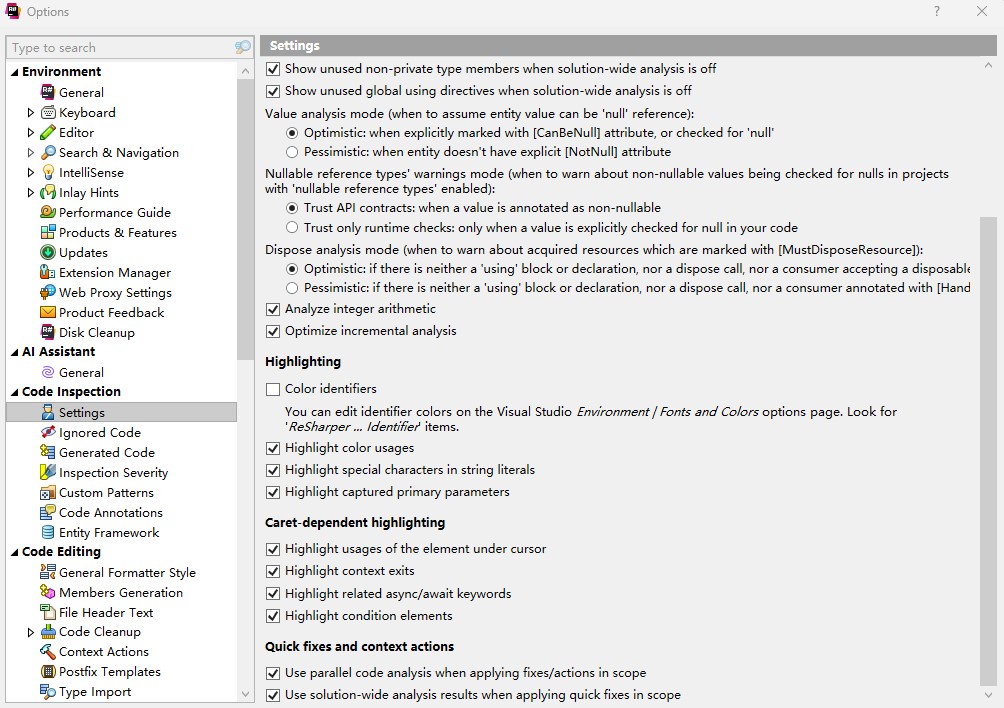 Options
?
Type to search
Environment
General
Keyboard
Editor
Search & Navigation
IntelliSense
Inlay Hints
Performance Guide
Products & Features
Updates
Extension Manager
Web Proxy Settings
Product Feedback
Disk Cleanup
AI Assistant
General
Code Inspection
Settings
Ignored Code
Generated Code
Inspection Severity
Custom Patterns
Code Annotations
Entity Framework
Code Editing
General Formatter Style
Members Generation
File Header Text
Code Cleanup
Context Actions
Postfix Templates
Type Import
Settings
Show unused non-private type members when solution-wide analysis is off
Show unused global using directives when solution-wide analysis is off
Value analysis mode (when to assume entity value can be 'null' reference):
Optimistic: when explicitly marked with [CanBeNull] attribute, or checked for 'null'
Pessimistic: when entity doesn't have explicit [NotNull] attribute
Nullable reference types' warnings mode (when to warn about non-nullable values being checked for nulls in projects
with 'nullable reference types' enabled):
Trust API contracts: when a value is annotated as non-nullable
Trust only runtime checks: only when a value is explicitly checked for null in your code
Dispose analysis mode (when to warn about acquired resources which are marked with [MustDisposeResource]):
Optimistic: if there is neither a 'using' block or declaration, nor a dispose call, nor a consumer accepting a disposable
Pessimistic: if there is neither a 'using' block or declaration, nor a dispose call, nor a consumer annotated with [Hand
Analyze integer arithmetic
Optimize incremental analysis
Highlighting
Color identifiers
You can edit identifier colors on the Visual Studio Environment | Fonts and Colors options page. Look for
'ReSharper ... Identifier' items.
Highlight color usages
Highlight special characters in string literals
Highlight captured primary parameters
Caret-dependent highlighting
Highlight usages of the element under cursor
Highlight context exits
Highlight related async/await keywords
Highlight condition elements
Quick fixes and context actions
Use parallel code analysis when applying fixes/actions in scope
Use solution-wide analysis results when applying quick fixes in scope